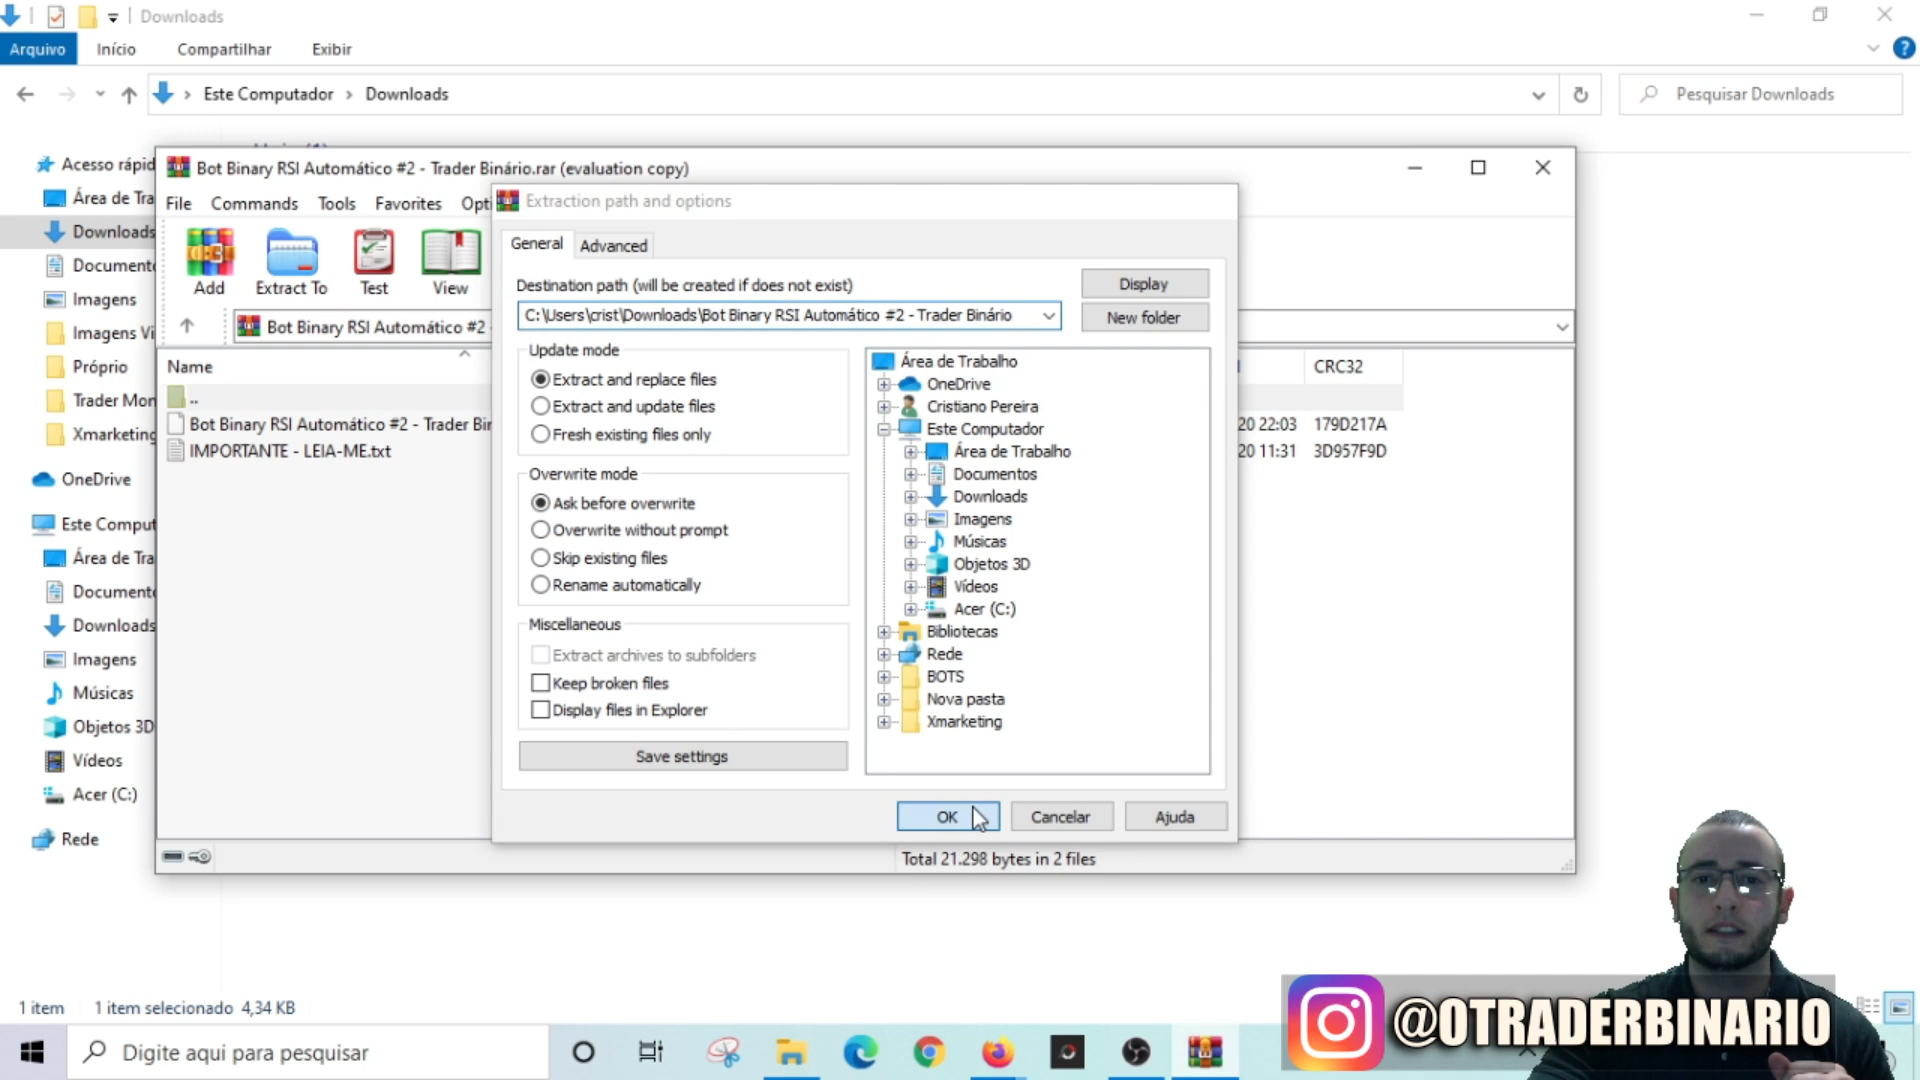 Downloads
Arquivo
Início
Compartilhar
Exibir
Este Computador
Downloads
Pesquisar Downloads
Acesso rápid
Área de Tra
Downloads
Documento
Imagens
Imagens Vi
Próprio
Trader Mon
Xmarketing
OneDrive
Este Comput
Área de Tra
Documento
Downloads
Imagens
Músicas
Objetos 3D
Vídeos
Acer (C:)
Rede
Bot Binary RSI Automático #2 - Trader Binário.rar (evaluation copy)
File
Commands
Tools
Favorites
Opti
Add
Extract To
Test
View
Bot Binary RSI Automático #2 -
Name
CRC32
..
Bot Binary RSI Automático #2 - Trader Bin
20 22:03
179D217A
IMPORTANTE - LEIA-ME.txt
20 11:31
3D957F9D
Extraction path and options
General
Advanced
Destination path (will be created if does not exist)
C:\Users\crist\Downloads\Bot Binary RSI Automático #2 - Trader Binário
Display
New folder
Update mode
Extract and replace files
Extract and update files
Fresh existing files only
Overwrite mode
Ask before overwrite
Overwrite without prompt
Skip existing files
Rename automatically
Miscellaneous
Extract archives to subfolders
Keep broken files
Display files in Explorer
Save settings
Área de Trabalho
OneDrive
Cristiano Pereira
Este Computador
Área de Trabalho
Documentos
Downloads
Imagens
Músicas
Objetos 3D
Vídeos
Acer (C:)
Bibliotecas
Rede
BOTS
Nova pasta
Xmarketing
OK
Cancelar
Ajuda
Total 21.298 bytes in 2 files
1 item
1 item selecionado 4,34 KB
Digite aqui para pesquisar
@OTRADERBINARIO